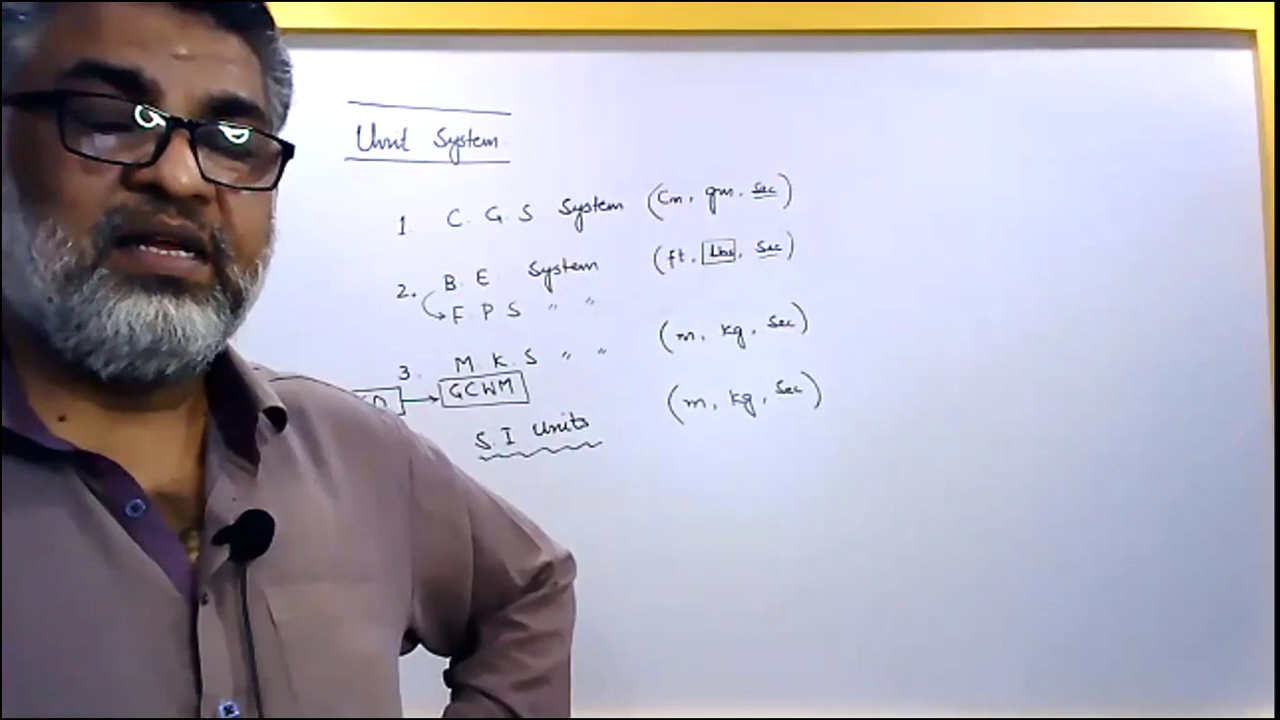 Unit System
1 C. G. S System (Cm, gm, Sec)
2. B. E System (ft, Lbs, Sec)
F. P S " "
3. M K. S " " (m, kg, Sec)
GCWM
S. I Units (m, kg, Sec)